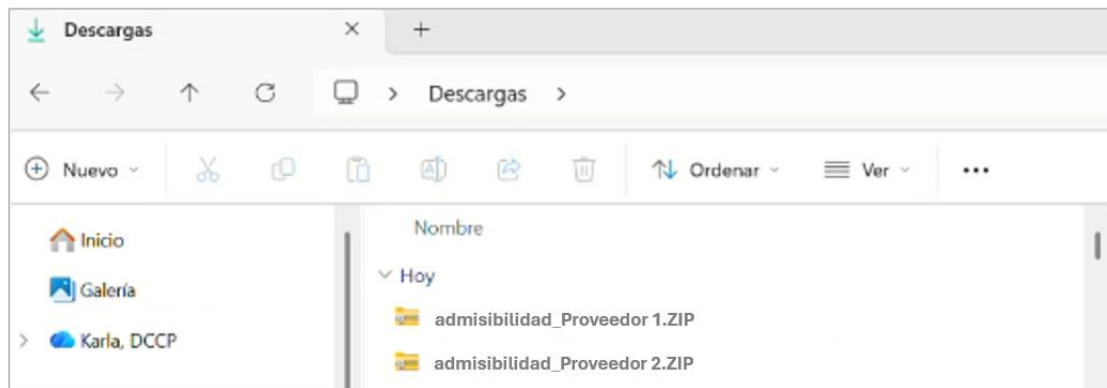 Descargas
Descargas
Nuevo Ordenar Ver
Inicio
Galería
Karla, DCCP
Nombre
Hoy
admisibilidad_Proveedor 1.ZIP
admisibilidad_Proveedor 2.ZIP